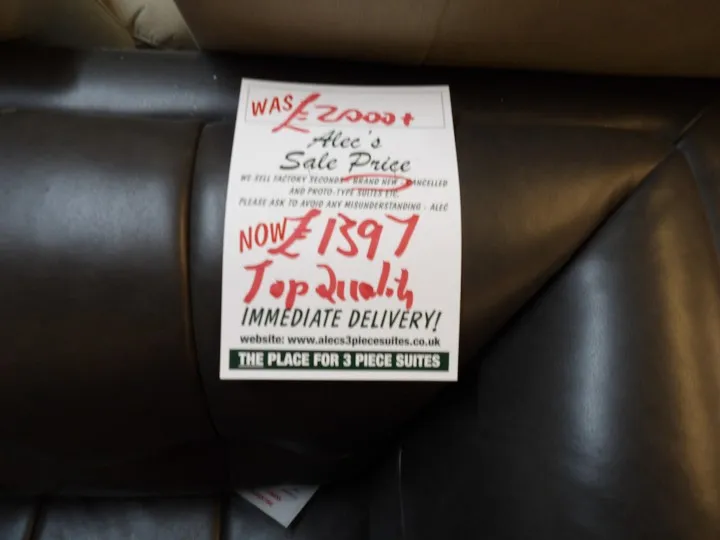 WAS £2000+
Alec's
Sale Price
WE SELL FACTORY SECONDS - BRAND NEW - CANCELLED
AND PROTO-TYPE SUITES ETC.
PLEASE ASK TO AVOID ANY MISUNDERSTANDING - ALEC
NOW £1397
Top Quality
IMMEDIATE DELIVERY!
website: www.alecs3piecesuites.co.uk
THE PLACE FOR 3 PIECE SUITES